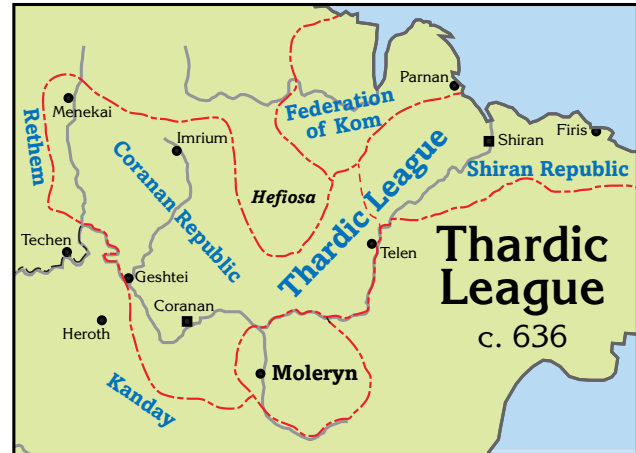 Parnan
Federation
of Kom
Menekai
Rethem
Imrium
Shiran
Firis
Coranan Republic
Shiran Republic
Hefiosa
Thardic League
Techen
Telen
Thardic
League
c. 636
Geshtei
Coranan
Heroth
Moleryn
Kanday